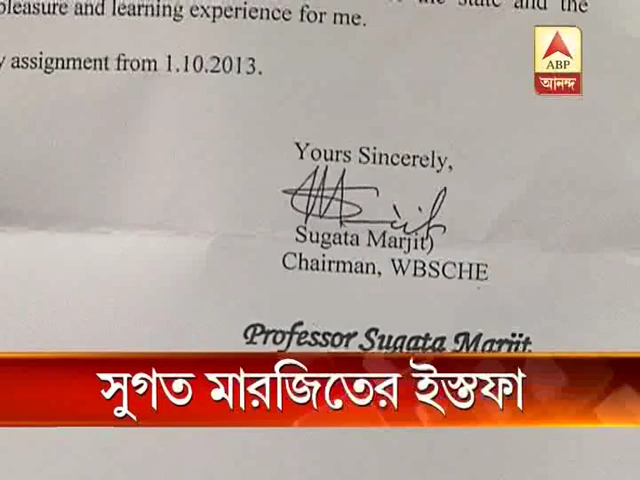 the state and the
pleasure and learning experience for me.
assignment from 1.10.2013.
ABP
আনন্দ
Yours Sincerely,
Sugata Marjit)
Chairman, WBSCHE
Professor Sugata Marjit
সুগত মারজিতের ইস্তফা